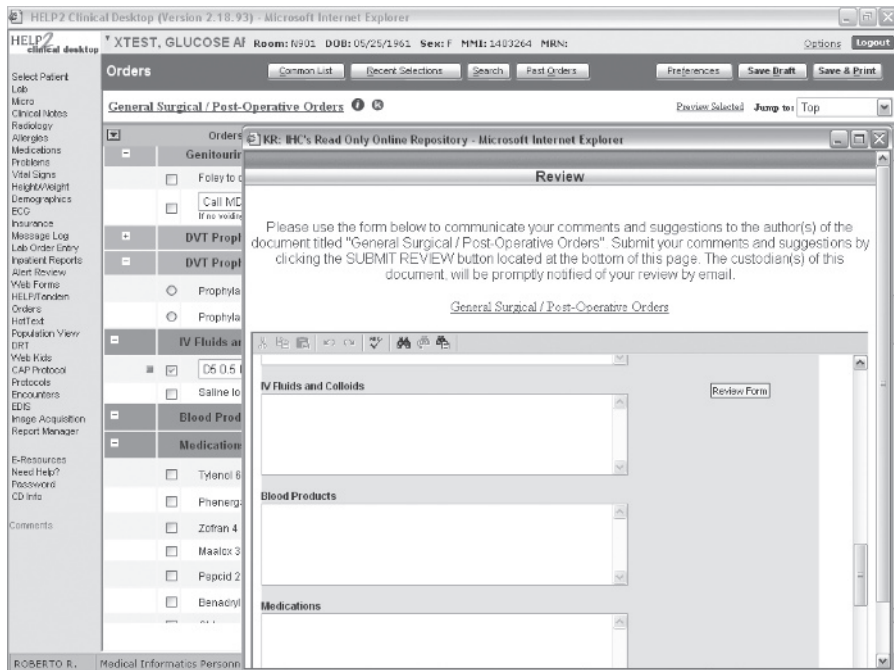 HELP2 Clinical Desktop (Version 2.18.93) - Microsoft Internet Explorer
HELP2
clinical desktop
XTEST, GLUCOSE AF Room: N901 DOB: 05/25/1961 Sex: F MMI: 1483264 MRN:
Options Logout
Select Patient
Lab
Micro
Clinical Notes
Radiology
Allergies
Medications
Problems
Vital Signs
Height/Weight
Demographics
ECG
Insurance
Message Log
Lab Order Entry
Inpatient Reports
Alert Review
Web Forms
HELP/Tandem
Orders
HotText
Population View
DRT
Web Kids
CAP Protocol
Protocols
Encounters
EDIS
Image Acquisition
Report Manager
E-Resources
Need Help?
Password
CD Info
Comments
Orders Common List Recent Selections Search Past Orders Preferences Save Draft Save & Print
General Surgical / Post-Operative Orders Preview Selected Jump to: Top
Orders
Genitourin
Foley to c
Call MD
If no voiding
DVT Proph
DVT Proph
Prophyla
Prophyla
IV Fluids an
D5 0.5
Saline lo
Blood Prod
Medication
Tylenol 6
Phenerga
Zofran 4
Maalox 3
Pepcid 2
Benadryl
KR: IHC's Read Only Online Repository - Microsoft Internet Explorer
Review
Please use the form below to communicate your comments and suggestions to the author(s) of the
document titled "General Surgical / Post-Operative Orders". Submit your comments and suggestions by
clicking the SUBMIT REVIEW button located at the bottom of this page. The custodian(s) of this
document, will be promptly notified of your review by email.
General Surgical / Post-Operative Orders
IV Fluids and Colloids
Review Form
Blood Products
Medications
ROBERTO R. Medical Informatics Personn